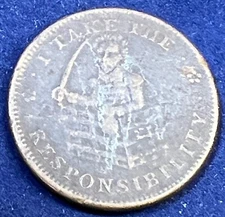 I TAKE THE
RESPONSIBILITY